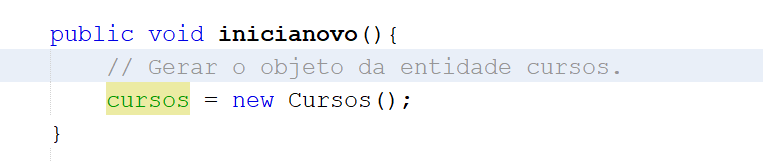 public void inicianovo(){
// Gerar o objeto da entidade cursos.
cursos = new Cursos();
}